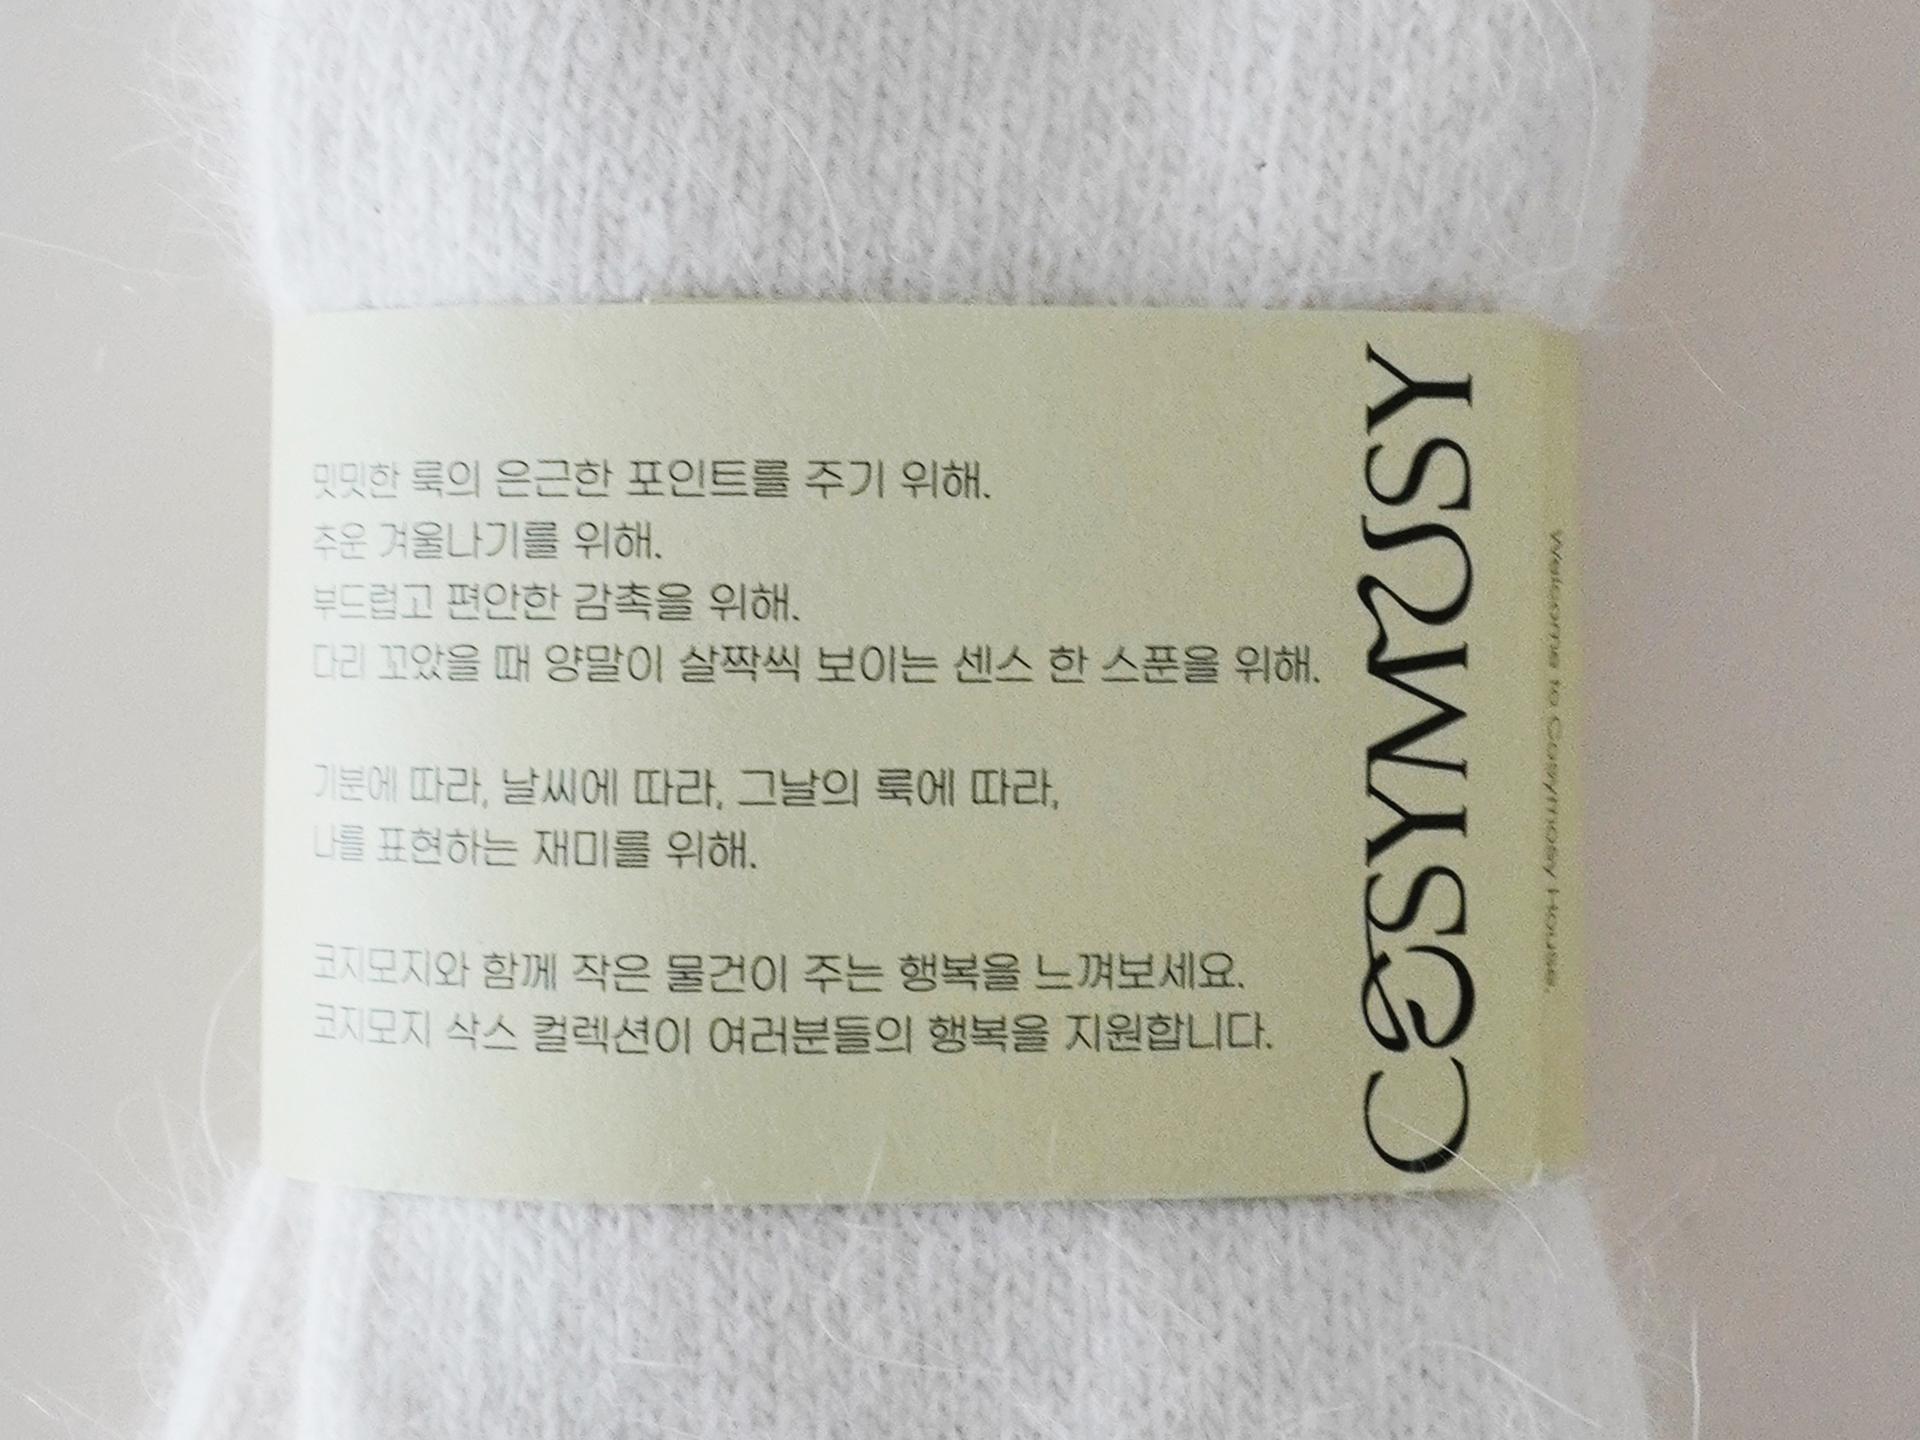 밋밋한 룩의 은근한 포인트를 주기 위해.
추운 겨울나기를 위해.
부드럽고 편안한 감촉을 위해.
다리 꼬았을 때 양말이 살짝씩 보이는 센스 한 스푼을 위해.
기분에 따라, 날씨에 따라, 그날의 룩에 따라,
나를 표현하는 재미를 위해.
코지모지와 함께 작은 물건이 주는 행복을 느껴보세요.
코지모지 삭스 컬렉션이 여러분들의 행복을 지원합니다.
COSYMOSY
Welcome to Cosymosy House.